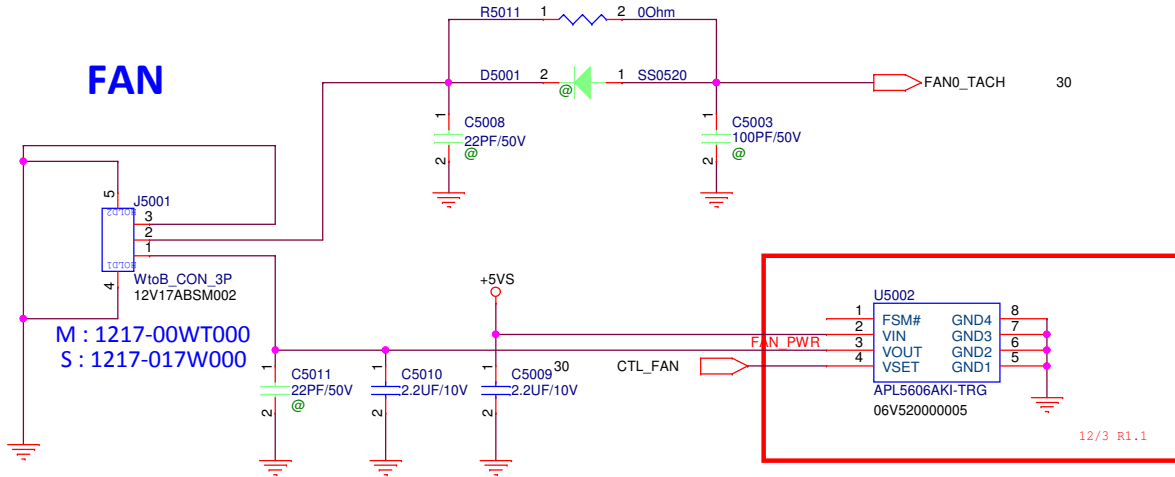 R5011 1 2 0Ohm
FAN
D5001 2 1 SS0520
@
FAN0_TACH 30
1 C5008
22PF/50V
2 @
1 C5003
100PF/50V
2 @
5 J5001
HOLD2
3
2
1
HOLD1
4
WtoB_CON_3P
12V17ABSM002
M : 1217-00WT000
S : 1217-017W000
+5VS
U5002
1 FSM# GND4 8
2 VIN GND3 7
FAN_PWR 3 VOUT GND2 6
4 VSET GND1 5
APL5606AKI-TRG
06V520000005
30 CTL_FAN
1 C5011
22PF/50V
2 @
1 C5010
2.2UF/10V
2
1 C5009
2.2UF/10V
2
12/3 R1.1